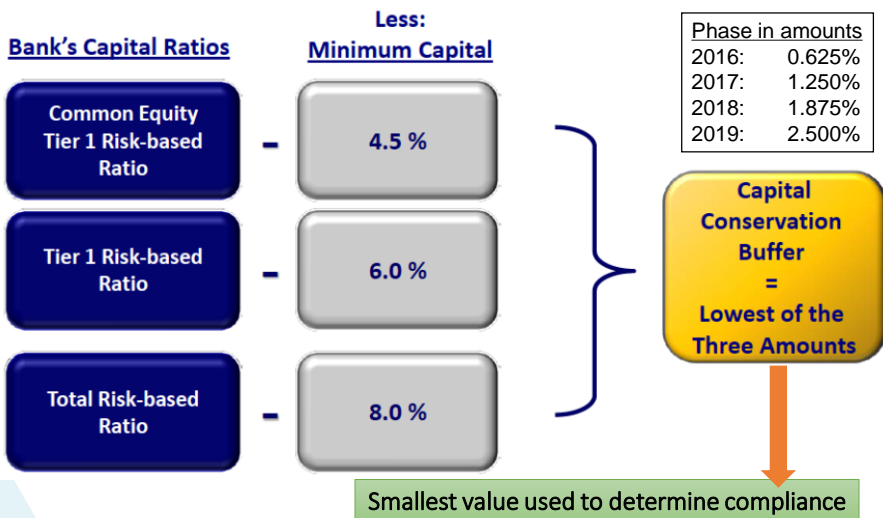 Bank's Capital Ratios
Less:
Minimum Capital
Phase in amounts
2016: 0.625%
2017: 1.250%
2018: 1.875%
2019: 2.500%
Common Equity
Tier 1 Risk-based
Ratio
-
4.5 %
Tier 1 Risk-based
Ratio
-
6.0 %
Total Risk-based
Ratio
-
8.0 %
Capital
Conservation
Buffer
=
Lowest of the
Three Amounts
Smallest value used to determine compliance